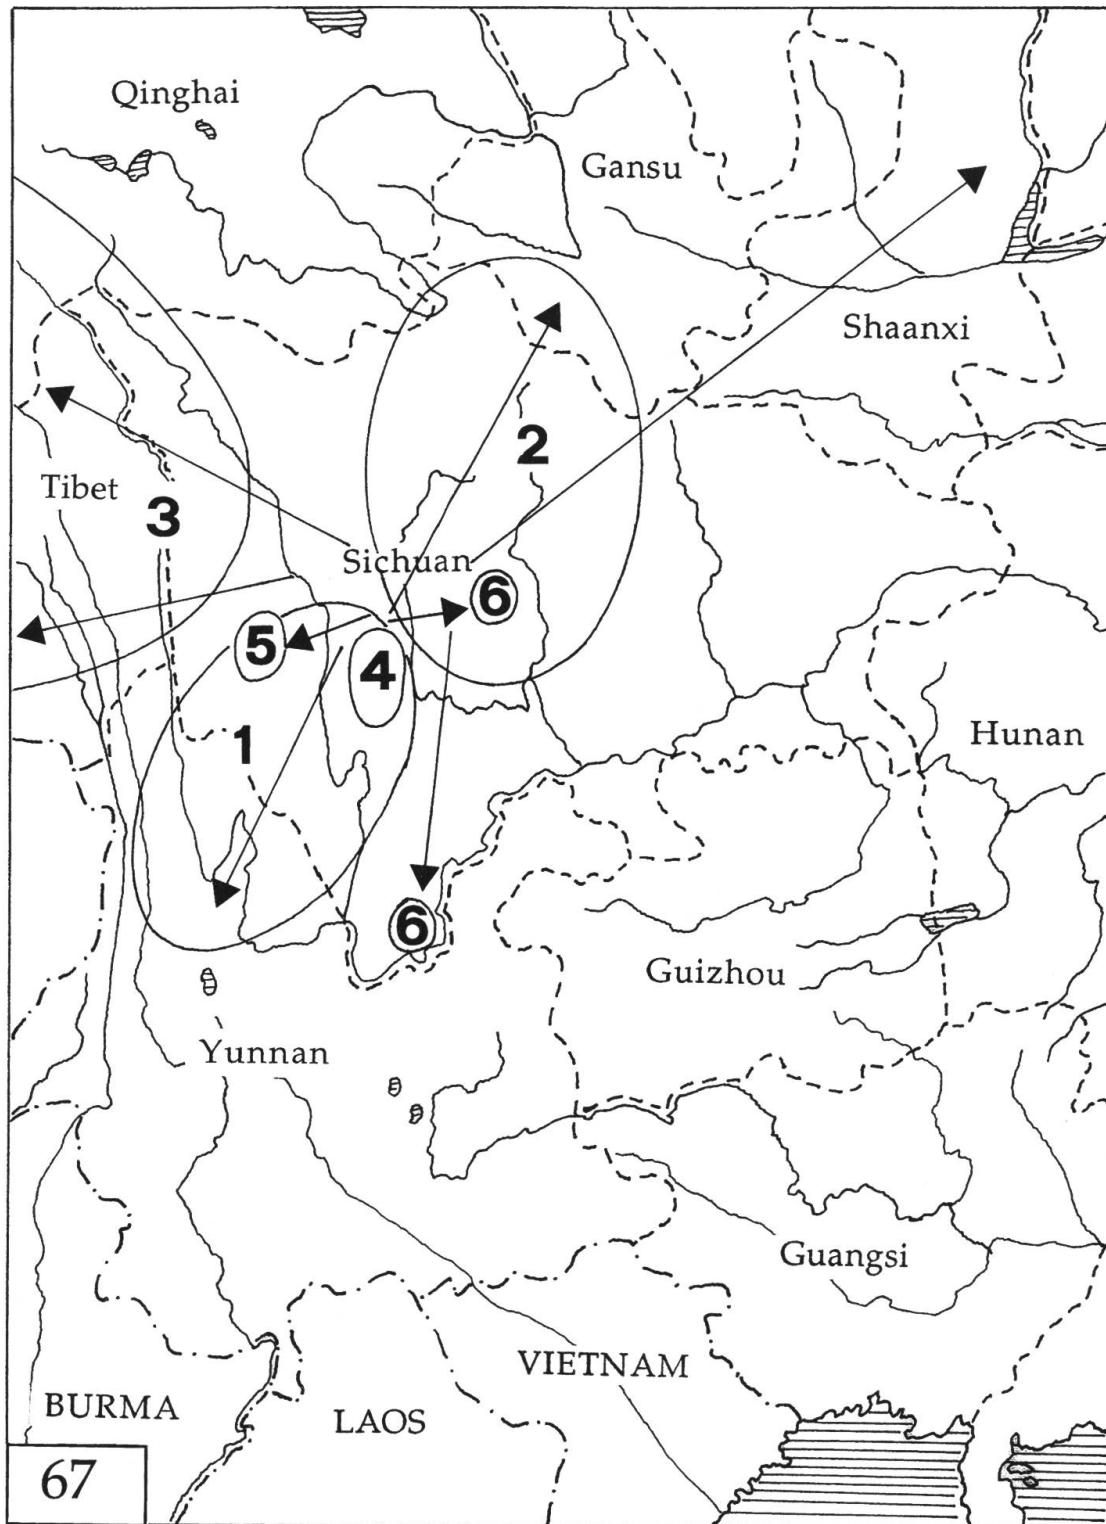 Qinghai
Gansu
Shaanxi
2
Tibet
3
Sichuan
6
5
4
1
Hunan
6
Guizhou
Yunnan
Guangsi
VIETNAM
BURMA
LAOS
67